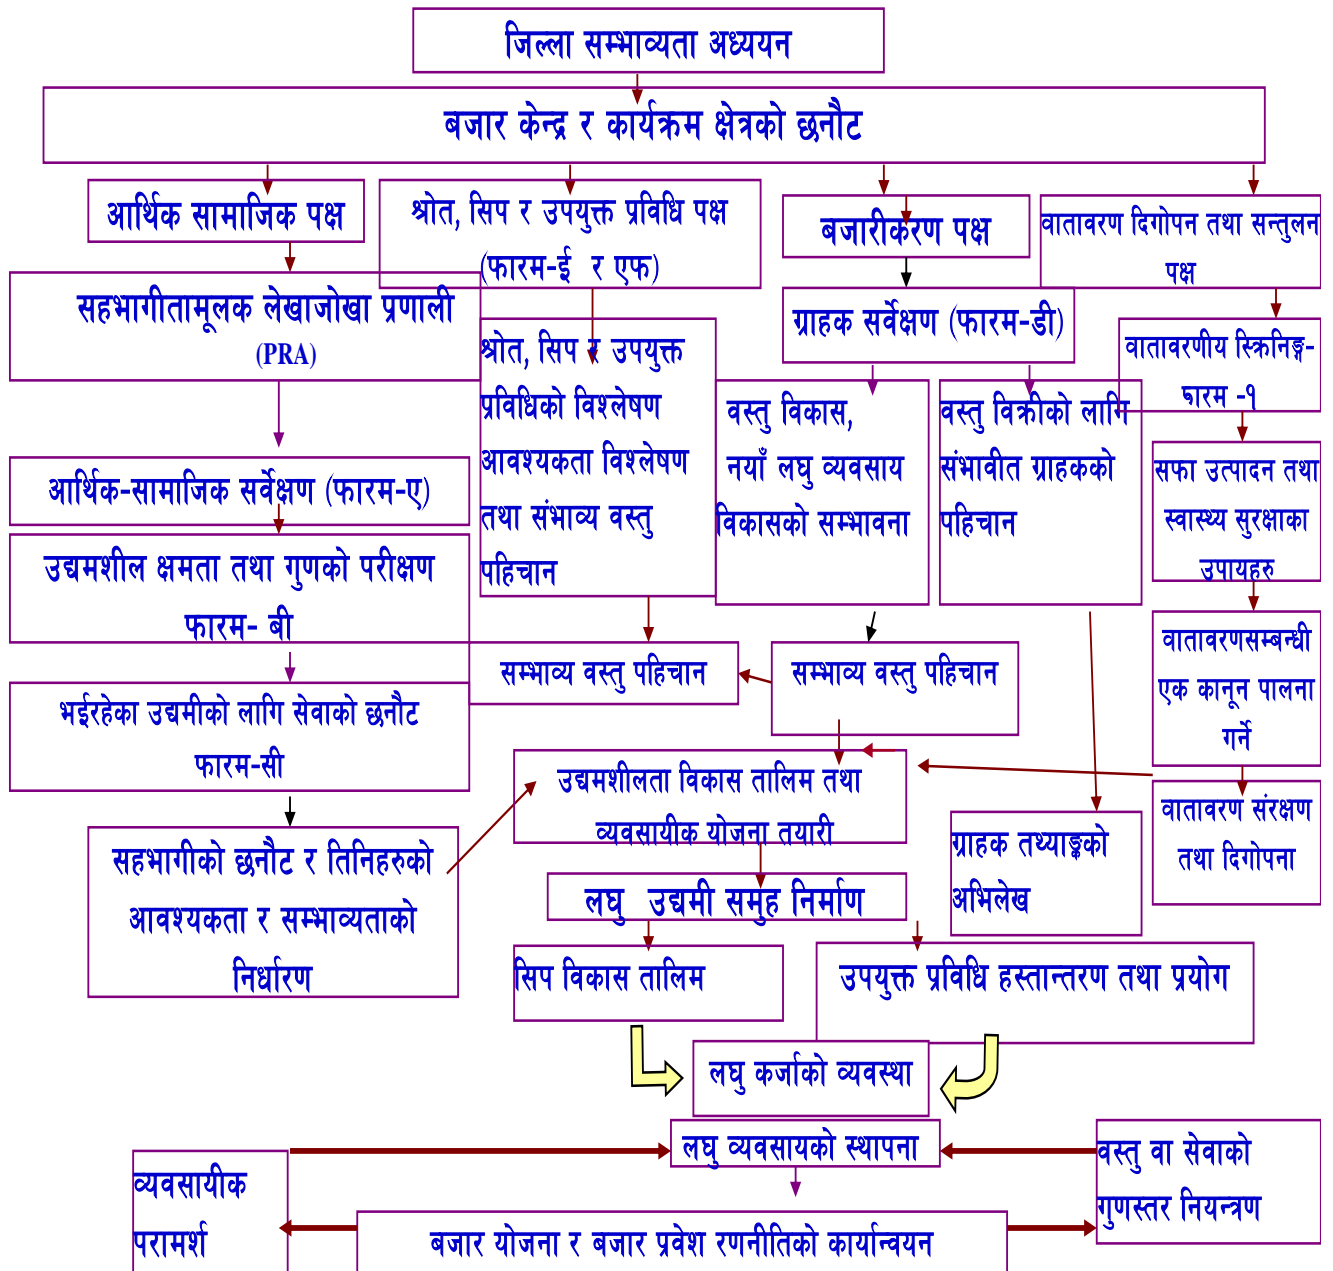 जिल्ला सम्भाव्यता अध्ययन
बजार केन्द्र र कार्यक्रम क्षेत्रको छनौट
आर्थिक सामाजिक पक्ष
श्रोत, सिप र उपयुक्त प्रविधि पक्ष
(फारम-ई र एफ)
बजारीकरण पक्ष
वातावरण दिगोपन तथा सन्तुलन
पक्ष
सहभागीतामूलक लेखाजोखा प्रणाली
(PRA)
श्रोत, सिप र उपयुक्त
प्रविधिको विश्लेषण
आवश्यकता विश्लेषण
तथा संभाव्य वस्तु
पहिचान
ग्राहक सर्वेक्षण (फारम-डी)
वातावरणीय स्क्रिनिङ्ग-
फारम -१
वस्तु विकास,
नयाँ लघु व्यवसाय
विकासको सम्भावना
वस्तु विक्रीको लागि
संभावीत ग्राहकको
पहिचान
आर्थिक-सामाजिक सर्वेक्षण (फारम-ए)
सफा उत्पादन तथा
स्वास्थ्य सुरक्षाका
उपायहरु
उद्यमशील क्षमता तथा गुणको परीक्षण
फारम- बी
वातावरणसम्बन्धी
एक कानून पालना
गर्ने
सम्भाव्य वस्तु पहिचान
सम्भाव्य वस्तु पहिचान
भईरहेका उद्यमीको लागि सेवाको छनौट
फारम-सी
उद्यमशीलता विकास तालिम तथा
व्यवसायीक योजना तयारी
वातावरण संरक्षण
तथा दिगोपना
ग्राहक तथ्याङ्कको
अभिलेख
सहभागीको छनौट र तिनिहरुको
आवश्यकता र सम्भाव्यताको
निर्धारण
लघु उद्यमी समुह निर्माण
सिप विकास तालिम
उपयुक्त प्रविधि हस्तान्तरण तथा प्रयोग
लघु कर्जाको व्यवस्था
लघु व्यवसायको स्थापना
वस्तु वा सेवाको
गुणस्तर नियन्त्रण
व्यवसायीक
परामर्श
बजार योजना र बजार प्रवेश रणनीतिको कार्यान्वयन